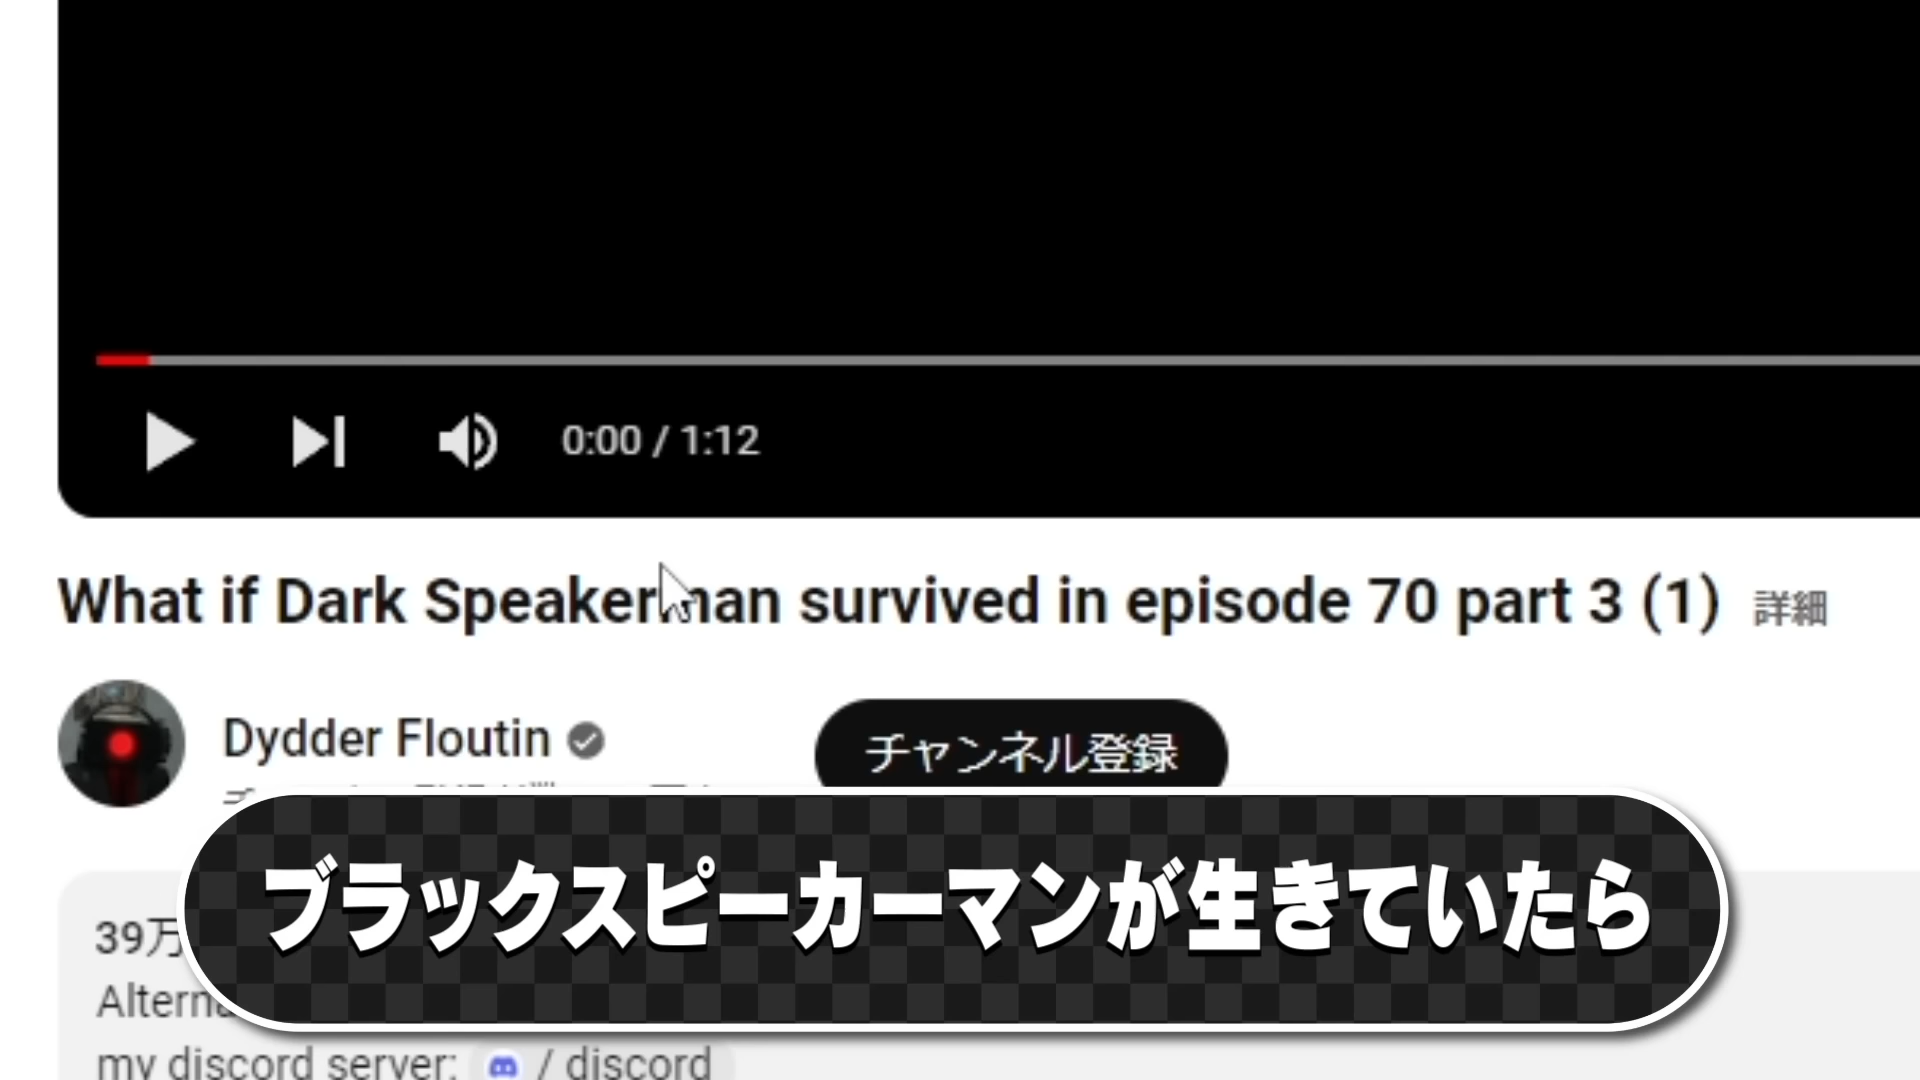 0:00 / 1:12
What if Dark Speakerman survived in episode 70 part 3 (1) 詳細
Dydder Floutin
チャンネル登録
ブラックスピーカーマンが生きていたら
39万
my discord server: / discord